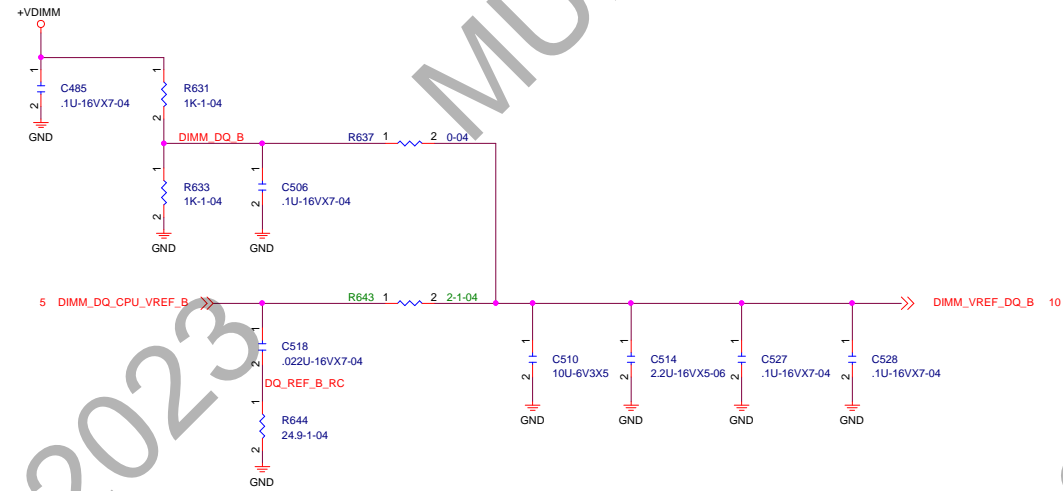 +VDIMM
1
2
C485
.1U-16VX7-04
GND
1
2
R631
1K-1-04
DIMM_DQ_B
R637 1 2 0-04
1
2
R633
1K-1-04
GND
1
2
C506
.1U-16VX7-04
GND
5 DIMM_DQ_CPU_VREF_B
R643 1 2 2-1-04
DIMM_VREF_DQ_B 10
1
2
C518
.022U-16VX7-04
DQ_REF_B_RC
1
2
R644
24.9-1-04
GND
1
2
C510
10U-6V3X5
GND
1
2
C514
2.2U-16VX5-06
GND
1
2
C527
.1U-16VX7-04
GND
1
2
C528
.1U-16VX7-04
GND
2023
MU